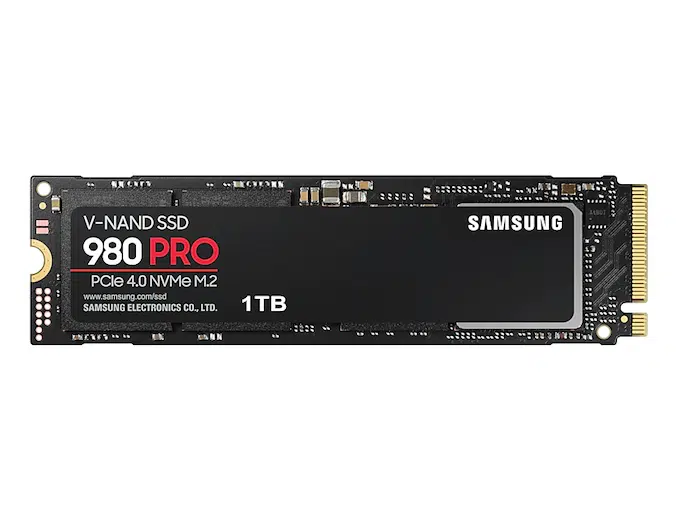 V-NAND SSD
980 PRO
PCIe 4.0 NVMe M.2
www.samsung.com/ssd
SAMSUNG ELECTRONICS CO., LTD.
1TB
SAMSUNG